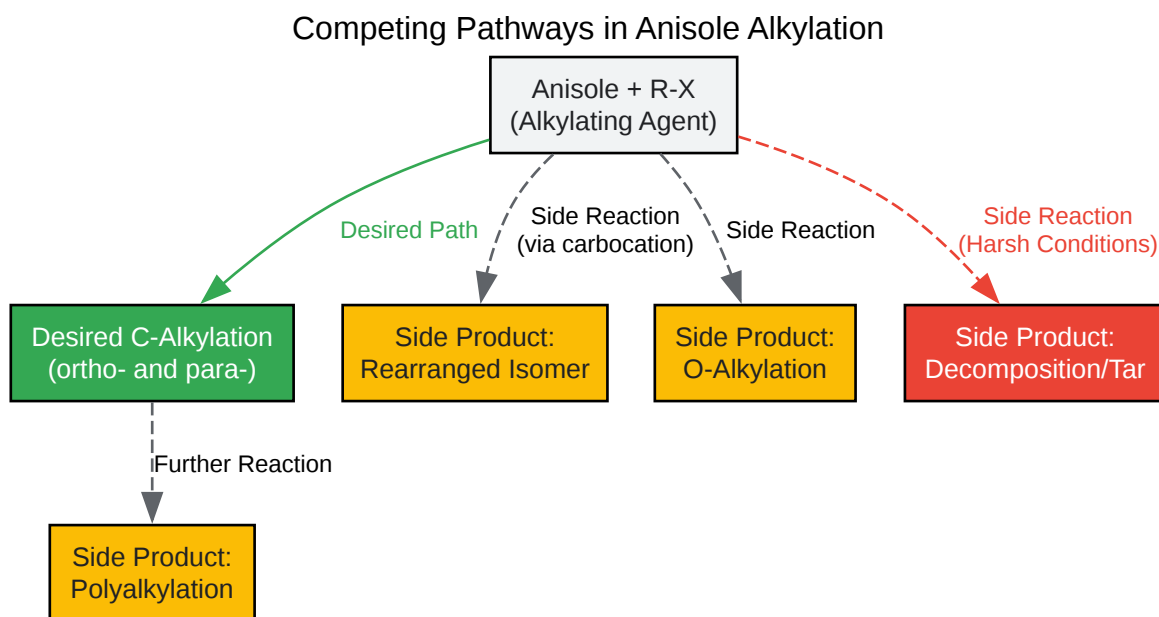 Competing Pathways in Anisole Alkylation
Anisole + R-X
(Alkylating Agent)
Desired Path
Side Reaction
(via carbocation)
Side Reaction
Side Reaction
(Harsh Conditions)
Desired C-Alkylation
(ortho- and para-)
Side Product:
Rearranged Isomer
Side Product:
O-Alkylation
Side Product:
Decomposition/Tar
Further Reaction
Side Product:
Polyalkylation